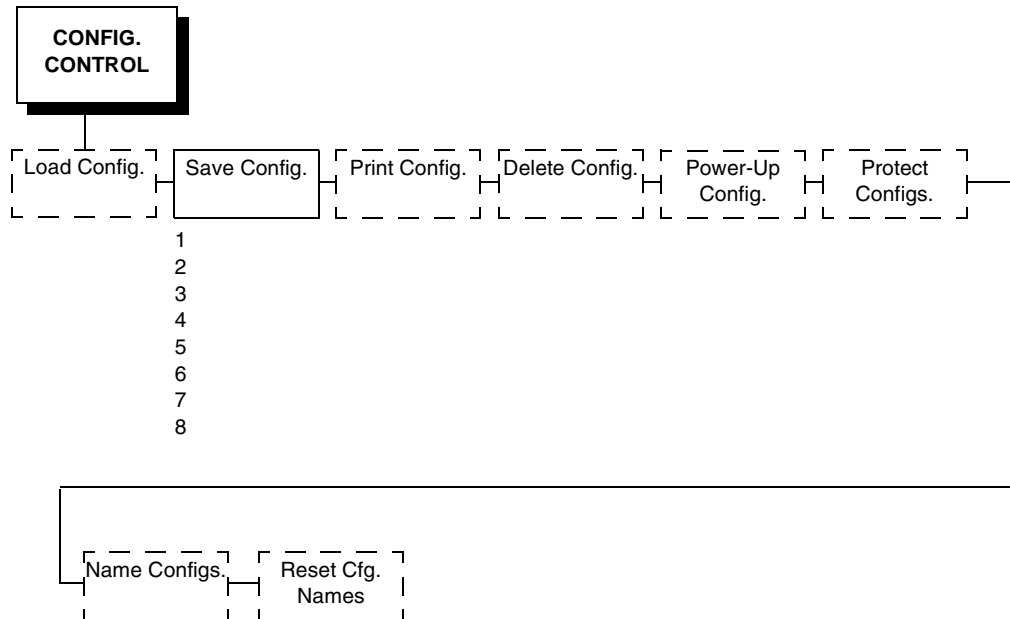 CONFIG.
CONTROL
Load Config.
Save Config.
Print Config.
Delete Config.
Power-Up
Config.
Protect
Configs.
1
2
3
4
5
6
7
8
Name Configs.
Reset Cfg.
Names